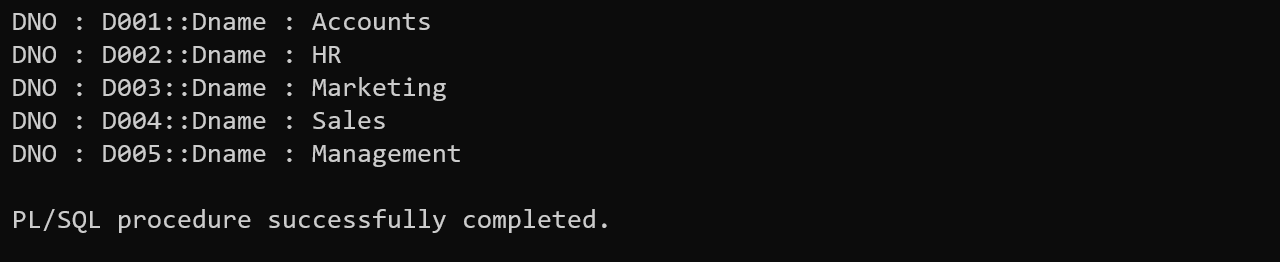 DNO : D001::Dname : Accounts
DNO : D002::Dname : HR
DNO : D003::Dname : Marketing
DNO : D004::Dname : Sales
DNO : D005::Dname : Management
PL/SQL procedure successfully completed.